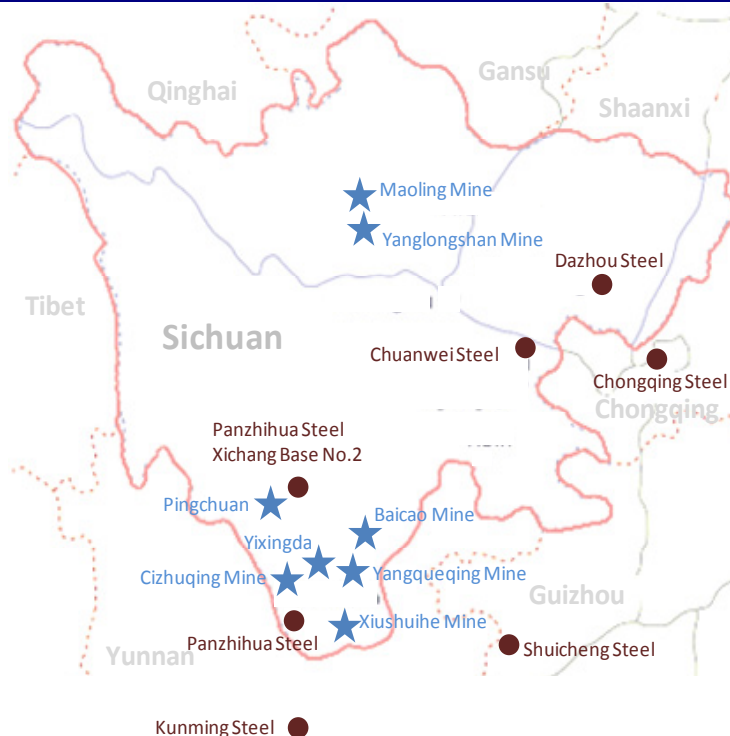 Gansu
Qinghai
Shaanxi
Maoling Mine
Yanglongshan Mine
Dazhou Steel
Tibet
Sichuan
Chuanwei Steel
Chongqing Steel
Chongqing
Panzhihua Steel
Xichang Base No.2
Pingchuan
Baicao Mine
Yixingda
Cizhuqing Mine
Yangqueqing Mine
Guizhou
Xiushuihe Mine
Panzhihua Steel
Shuicheng Steel
Yunnan
Kunming Steel